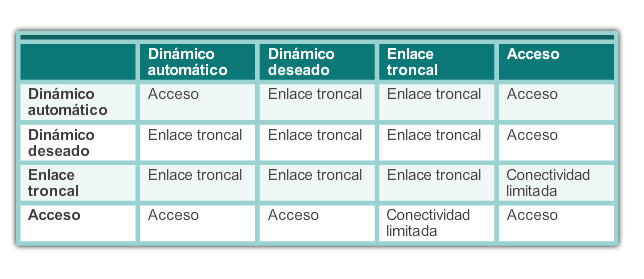 Dinámico automático Dinámico deseado Enlace troncal Acceso
Dinámico automático Acceso Enlace troncal Enlace troncal Acceso
Dinámico deseado Enlace troncal Enlace troncal Enlace troncal Acceso
Enlace troncal Enlace troncal Enlace troncal Enlace troncal Conectividad limitada
Acceso Acceso Acceso Conectividad limitada Acceso